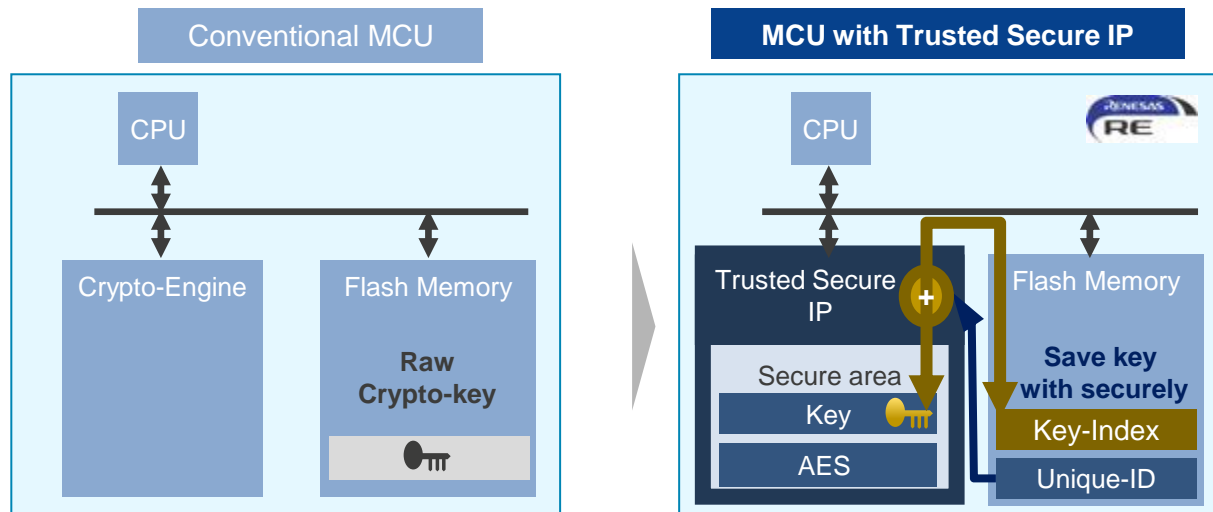 Conventional MCU
CPU
Crypto-Engine
Flash Memory
Raw
Crypto-key
MCU with Trusted Secure IP
RENESAS
RE
CPU
Trusted Secure
IP
+
Flash Memory
Secure area
Key
AES
Save key
with securely
Key-Index
Unique-ID